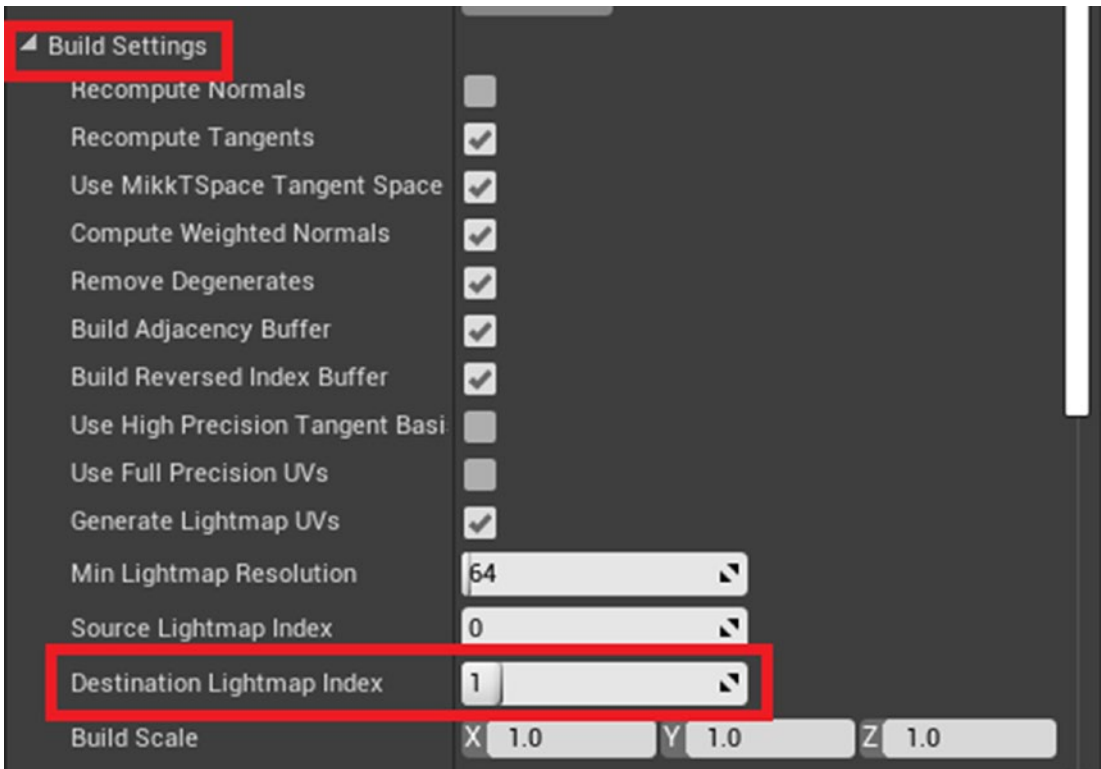 Build Settings
Recompute Normals
Recompute Tangents
Use MikkTSpace Tangent Space
Compute Weighted Normals
Remove Degenerates
Build Adjacency Buffer
Build Reversed Index Buffer
Use High Precision Tangent Basi
Use Full Precision UVs
Generate Lightmap UVs
Min Lightmap Resolution 64
Source Lightmap Index 0
Destination Lightmap Index 1
Build Scale X 1.0 Y 1.0 Z 1.0